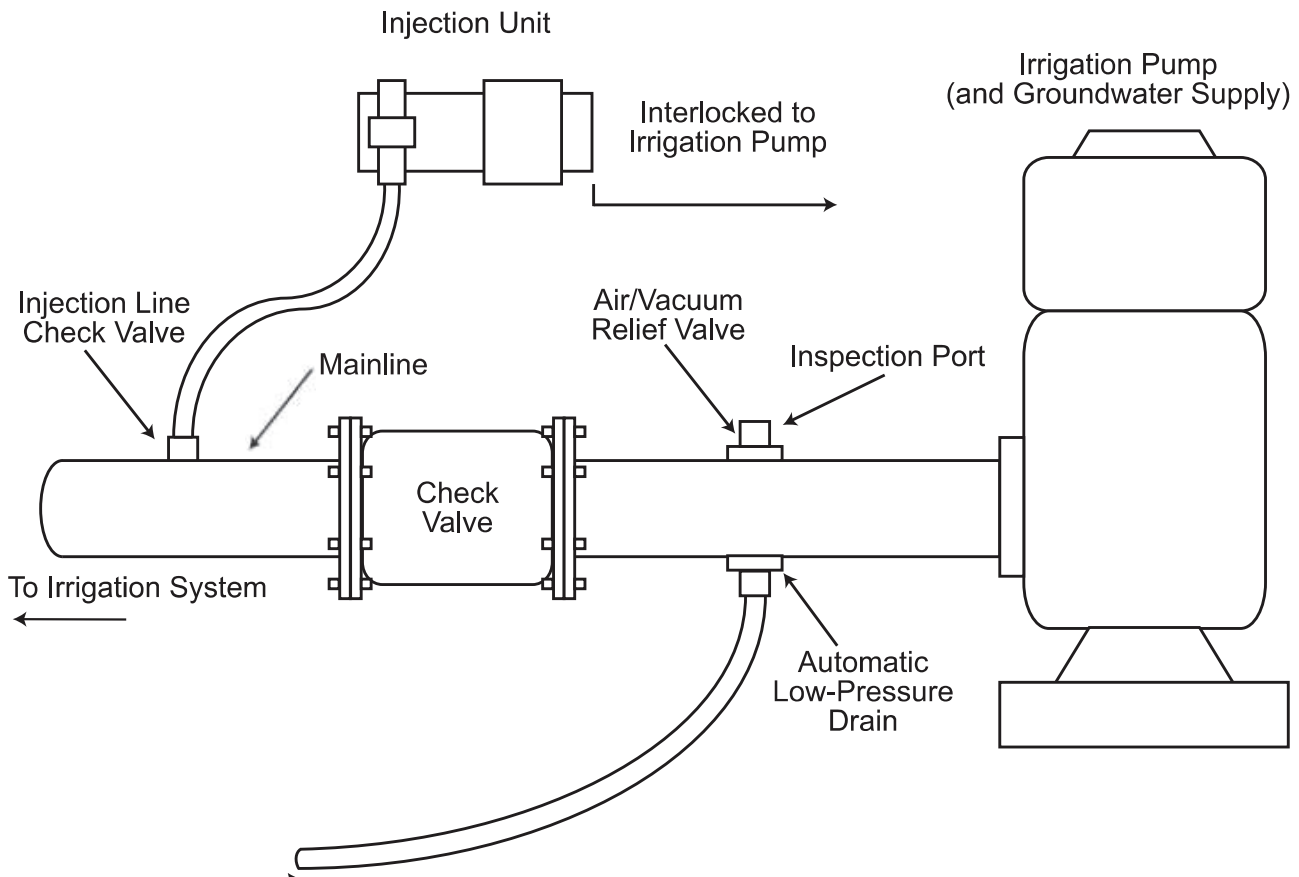 Injection Unit
Irrigation Pump
(and Groundwater Supply)
Interlocked to
Irrigation Pump
Injection Line
Check Valve
Mainline
Air/Vacuum
Relief Valve
Inspection Port
Check
Valve
To Irrigation System
Automatic
Low-Pressure
Drain